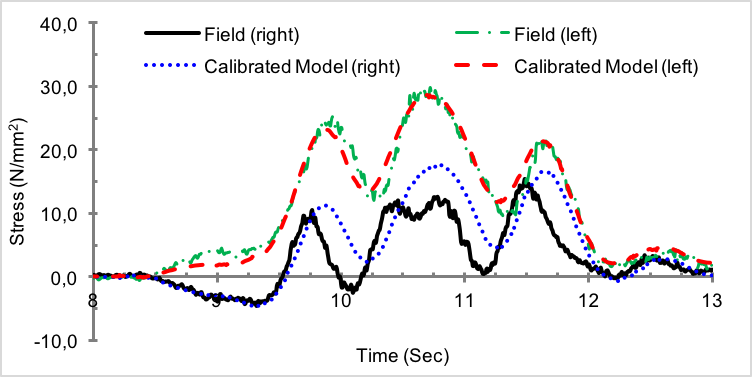 40,0
Field (right)
Field (left)
Calibrated Model (right)
Calibrated Model (left)
30,0
20,0
10,0
0,0
-10,0
Stress (N/mm²)
8
9
10
11
12
13
Time (Sec)